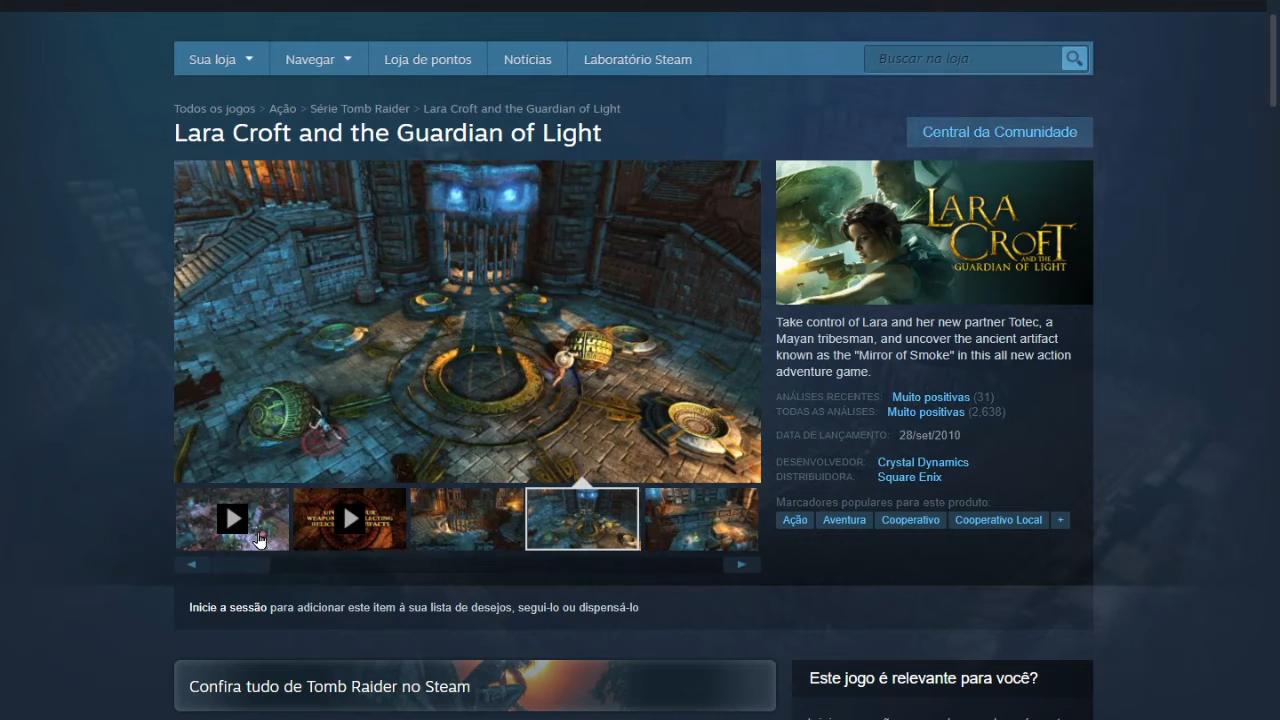 Sua loja
Navegar
Loja de pontos
Notícias
Laboratório Steam
Buscar na loja
Todos os jogos > Ação > Série Tomb Raider > Lara Croft and the Guardian of Light
Lara Croft and the Guardian of Light
Central da Comunidade
LARA
CROFT
AND THE
GUARDIAN OF LIGHT
Take control of Lara and her new partner Totec, a
Mayan tribesman, and uncover the ancient artifact
known as the "Mirror of Smoke" in this all new action
adventure game.
ANÁLISES RECENTES: Muito positivas (31)
TODAS AS ANÁLISES: Muito positivas (2,638)
DATA DE LANÇAMENTO: 28/set/2010
DESENVOLVEDOR: Crystal Dynamics
DISTRIBUIDORA: Square Enix
Marcadores populares para este produto:
Ação
Aventura
Cooperativo
Cooperativo Local
+
Inicie a sessão para adicionar este item à sua lista de desejos, segui-lo ou dispensá-lo
Confira tudo de Tomb Raider no Steam
Este jogo é relevante para você?